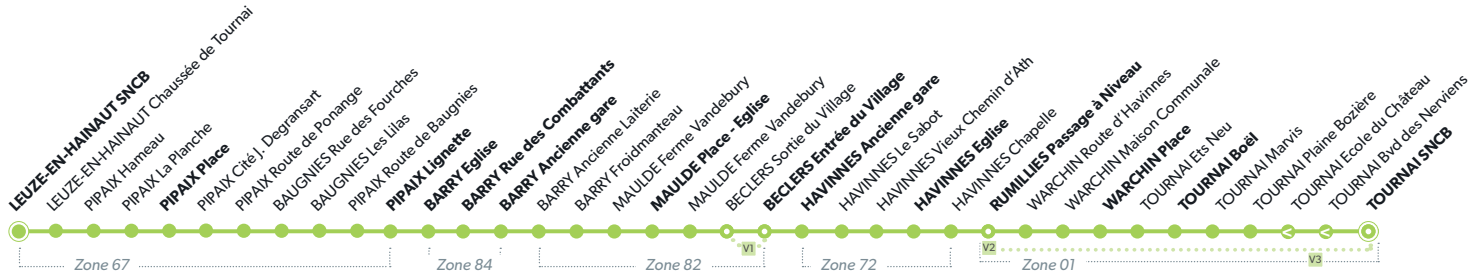 LEUZE-EN-HAINAUT SNCB
LEUZE-EN-HAINAUT Chaussée de Tournai
PIPAIX Hameau
PIPAIX La Planche
PIPAIX Place
PIPAIX Cité J. Degransart
PIPAIX Route de Ponange
BAUGNIES Rue des Fourches
BAUGNIES Les Lilas
PIPAIX Route de Baugnies
PIPAIX Lignette
BARRY Eglise
BARRY Rue des Combattants
BARRY Ancienne gare
BARRY Ancienne Laiterie
BARRY Froidmanteau
MAULDE Ferme Vandebury
MAULDE Place - Eglise
MAULDE Ferme Vandebury
BECLERS Sortie du Village
BECLERS Entrée du Village
HAVINNES Ancienne gare
HAVINNES Le Sabot
HAVINNES Vieux Chemin d'Ath
HAVINNES Eglise
HAVINNES Chapelle
RUMILLIES Passage à Niveau
WARCHIN Route d'Havinnes
WARCHIN Maison Communale
WARCHIN Place
TOURNAI Ets Neu
TOURNAI Boël
TOURNAI Marvis
TOURNAI Plaine Bozière
TOURNAI Ecole du Château
TOURNAI Bvd des Nerviens
TOURNAI SNCB
V1
V2
V3
Zone 67
Zone 84
Zone 82
Zone 72
Zone 01